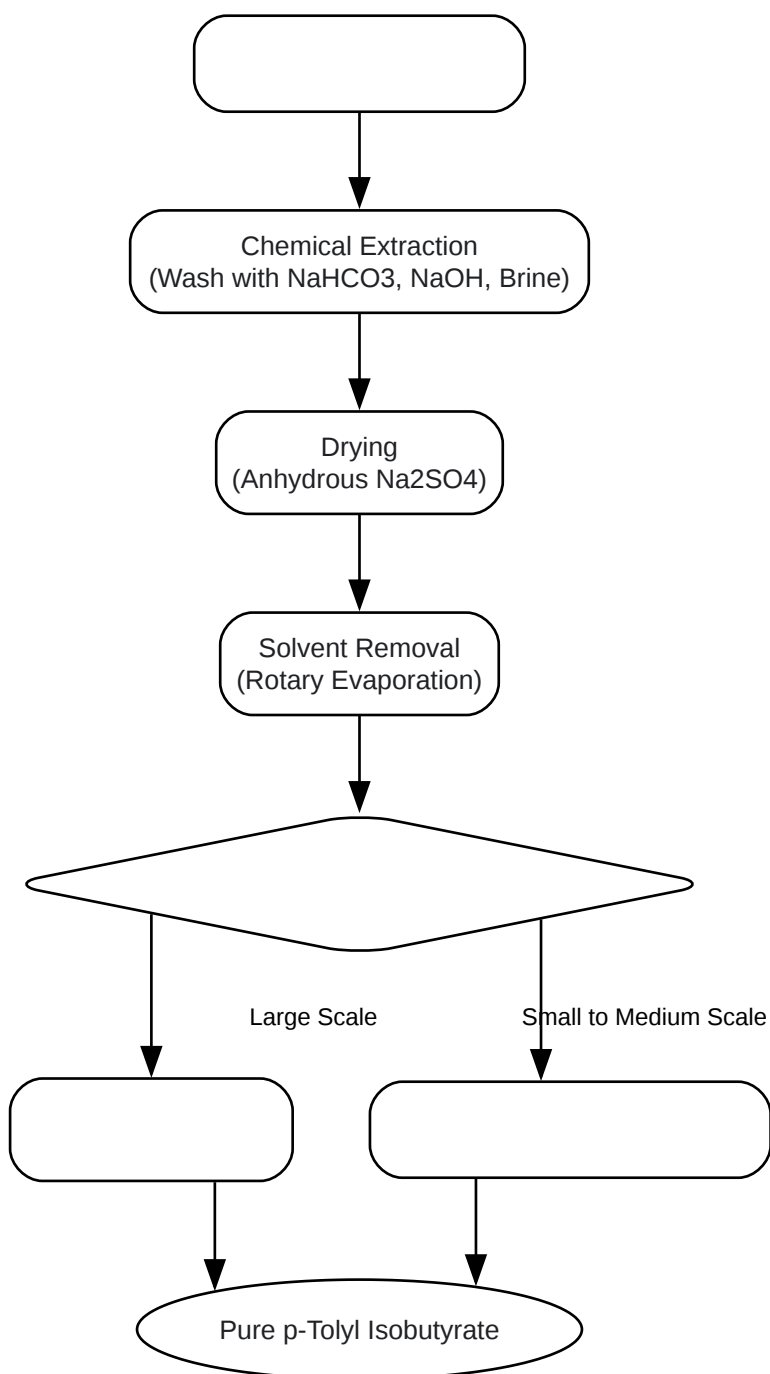 Chemical Extraction
(Wash with NaHCO3, NaOH, Brine)
Drying
(Anhydrous Na2SO4)
Solvent Removal
(Rotary Evaporation)
Large Scale
Small to Medium Scale
Pure p-Tolyl Isobutyrate